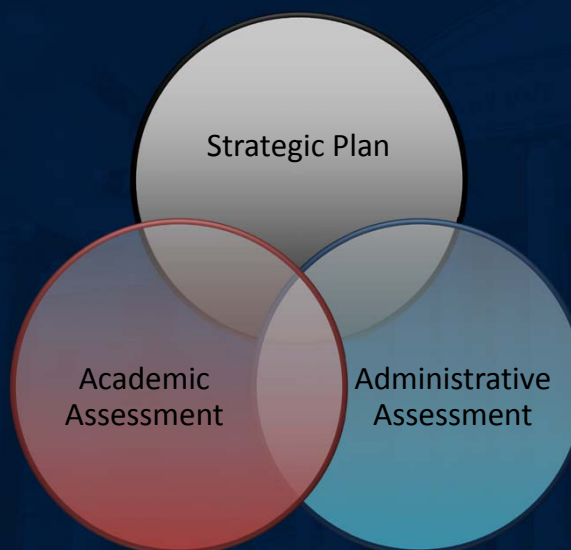 Strategic Plan
Academic
Assessment
Administrative
Assessment